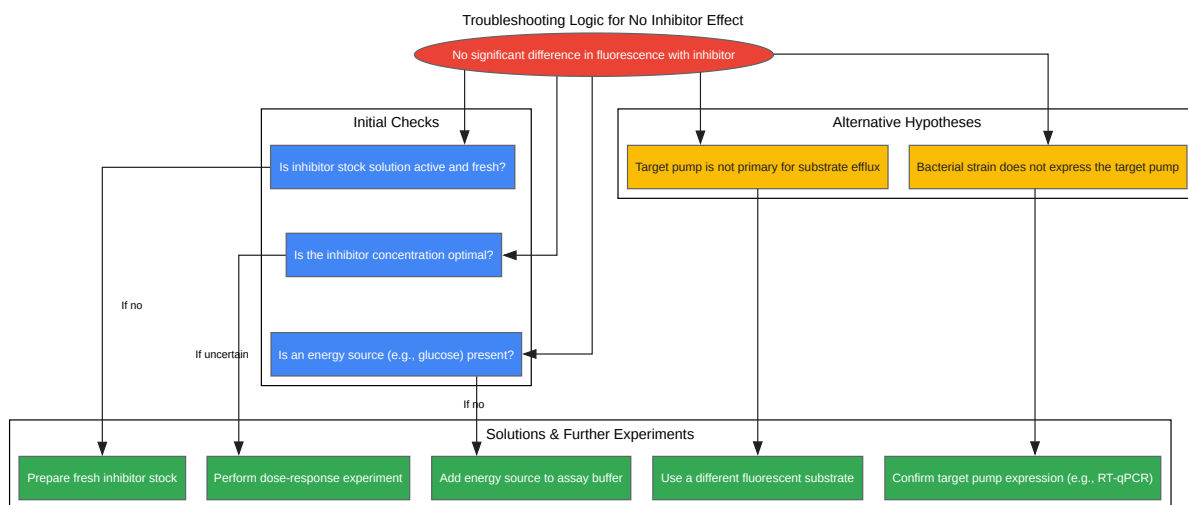 Troubleshooting Logic for No Inhibitor Effect
No significant difference in fluorescence with inhibitor
Initial Checks
Alternative Hypotheses
Is inhibitor stock solution active and fresh?
Target pump is not primary for substrate efflux
Bacterial strain does not express the target pump
Is the inhibitor concentration optimal?
If no
If uncertain
Is an energy source (e.g., glucose) present?
If no
Solutions & Further Experiments
Prepare fresh inhibitor stock
Perform dose-response experiment
Add energy source to assay buffer
Use a different fluorescent substrate
Confirm target pump expression (e.g., RT-qPCR)